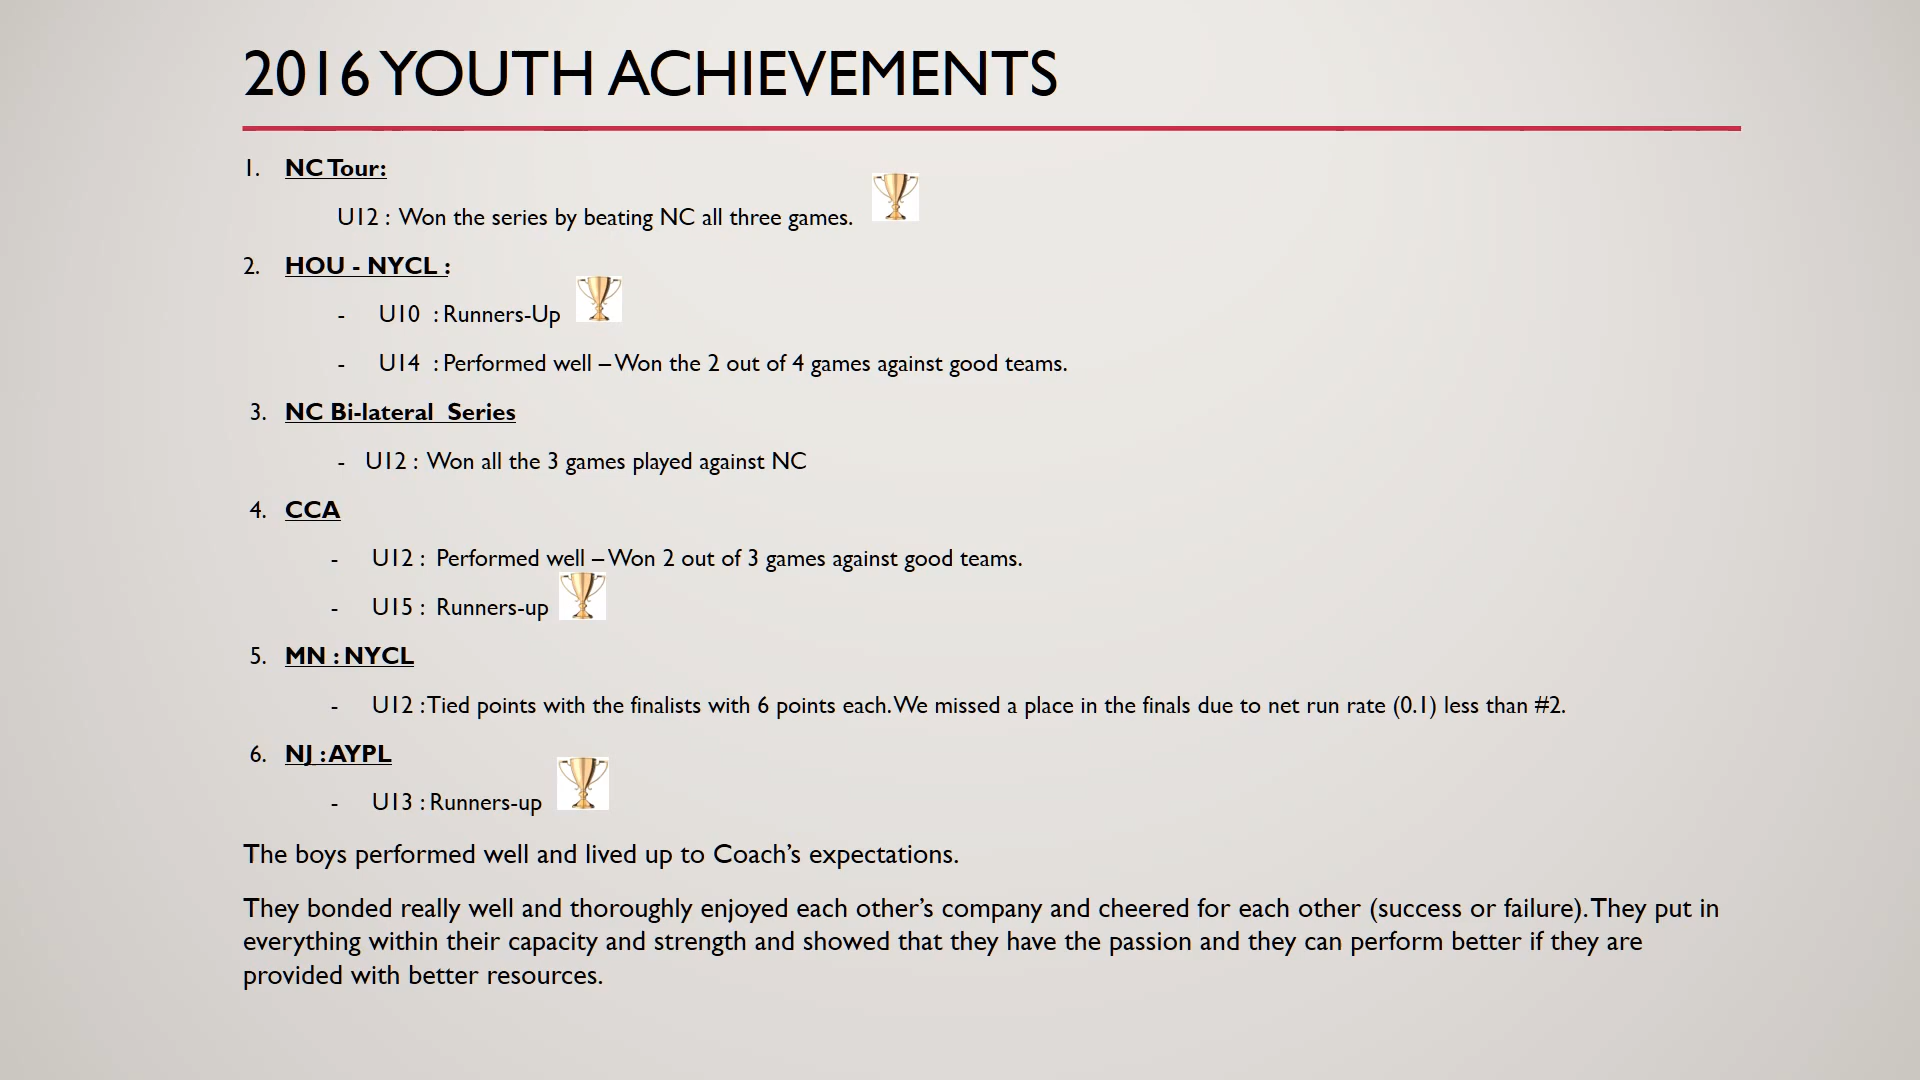 2016 YOUTH ACHIEVEMENTS
1. NC Tour:
U12 : Won the series by beating NC all three games.
2. HOU - NYCL :
- U10 : Runners-Up
- U14 : Performed well – Won the 2 out of 4 games against good teams.
3. NC Bi-lateral Series
- U12 : Won all the 3 games played against NC
4. CCA
- U12 : Performed well – Won 2 out of 3 games against good teams.
- U15 : Runners-up
5. MN : NYCL
- U12 : Tied points with the finalists with 6 points each. We missed a place in the finals due to net run rate (0.1) less than #2.
6. NJ : AYPL
- U13 : Runners-up
The boys performed well and lived up to Coach’s expectations.
They bonded really well and thoroughly enjoyed each other’s company and cheered for each other (success or failure). They put in
everything within their capacity and strength and showed that they have the passion and they can perform better if they are
provided with better resources.